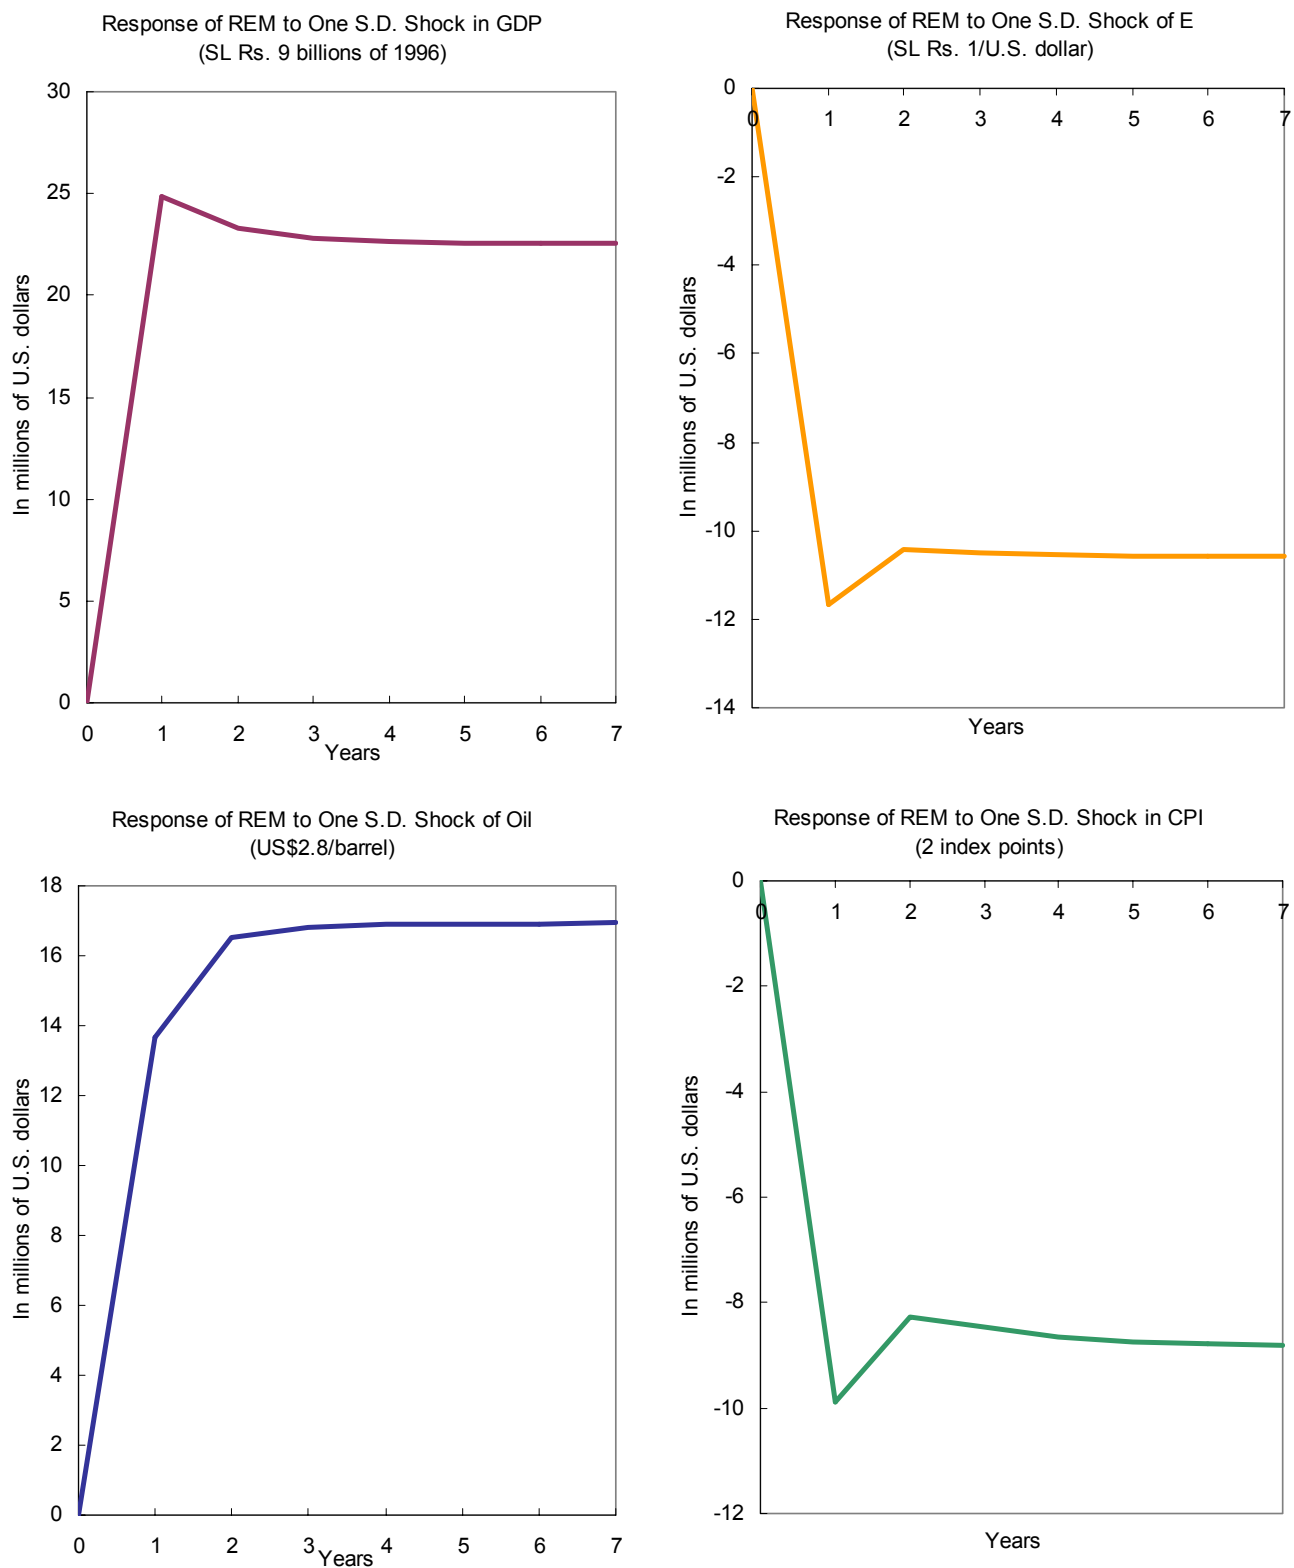 Response of REM to One S.D. Shock in GDP
(SL Rs. 9 billions of 1996)
In millions of U.S. dollars
30
25
20
15
10
5
0
0 1 2 3 4 5 6 7
Years
Response of REM to One S.D. Shock of E
(SL Rs. 1/U.S. dollar)
In millions of U.S. dollars
0
0 1 2 3 4 5 6 7
-2
-4
-6
-8
-10
-12
-14
Years
Response of REM to One S.D. Shock of Oil
(US$2.8/barrel)
In millions of U.S. dollars
18
16
14
12
10
8
6
4
2
0
0 1 2 3 4 5 6 7
Years
Response of REM to One S.D. Shock in CPI
(2 index points)
In millions of U.S. dollars
0
0 1 2 3 4 5 6 7
-2
-4
-6
-8
-10
-12
Years